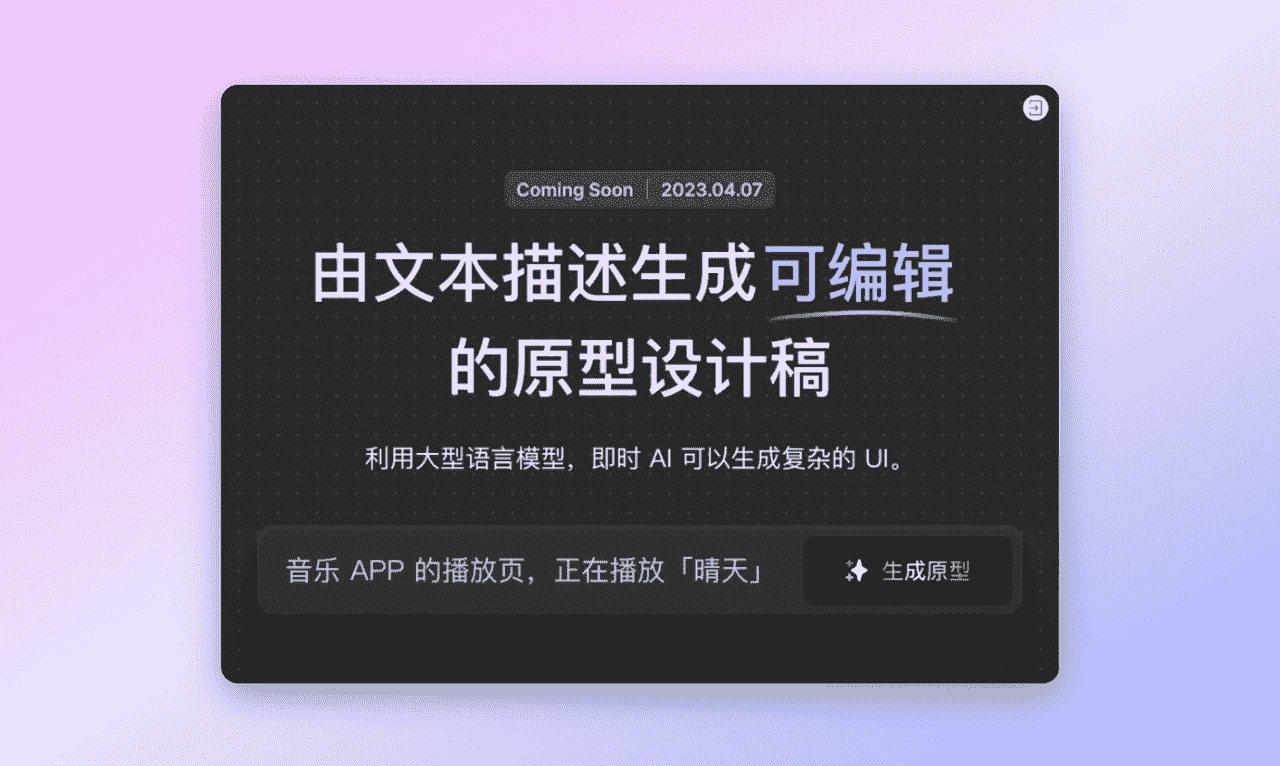 Coming Soon | 2023.04.07
由文本描述生成可编辑
的原型设计稿
利用大型语言模型，即时 AI 可以生成复杂的 UI。
音乐 APP 的播放页，正在播放「晴天」 生成原型